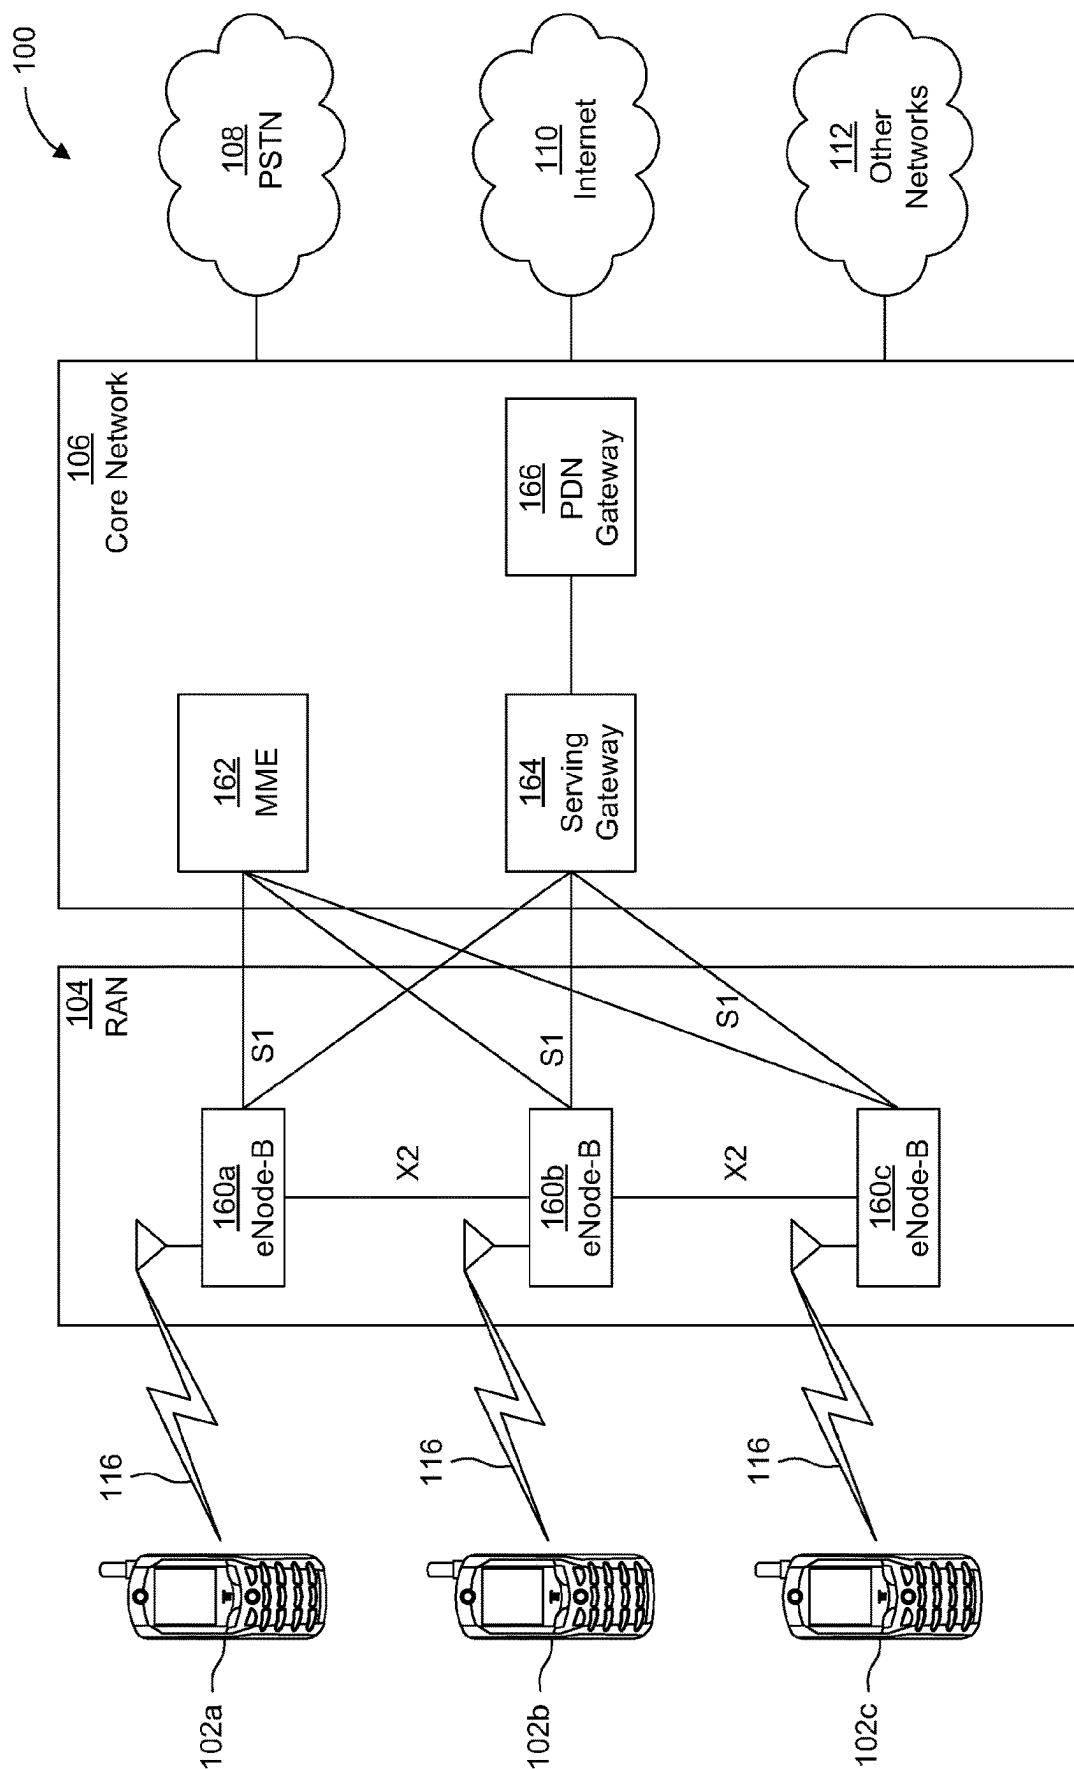 100
108
PSTN
110
Internet
112
Other
Networks
106
Core Network
166
PDN
Gateway
162
MME
164
Serving
Gateway
104
RAN
S1
S1
S1
160a
eNode-B
X2
160b
eNode-B
X2
160c
eNode-B
116
116
116
102a
102b
102c